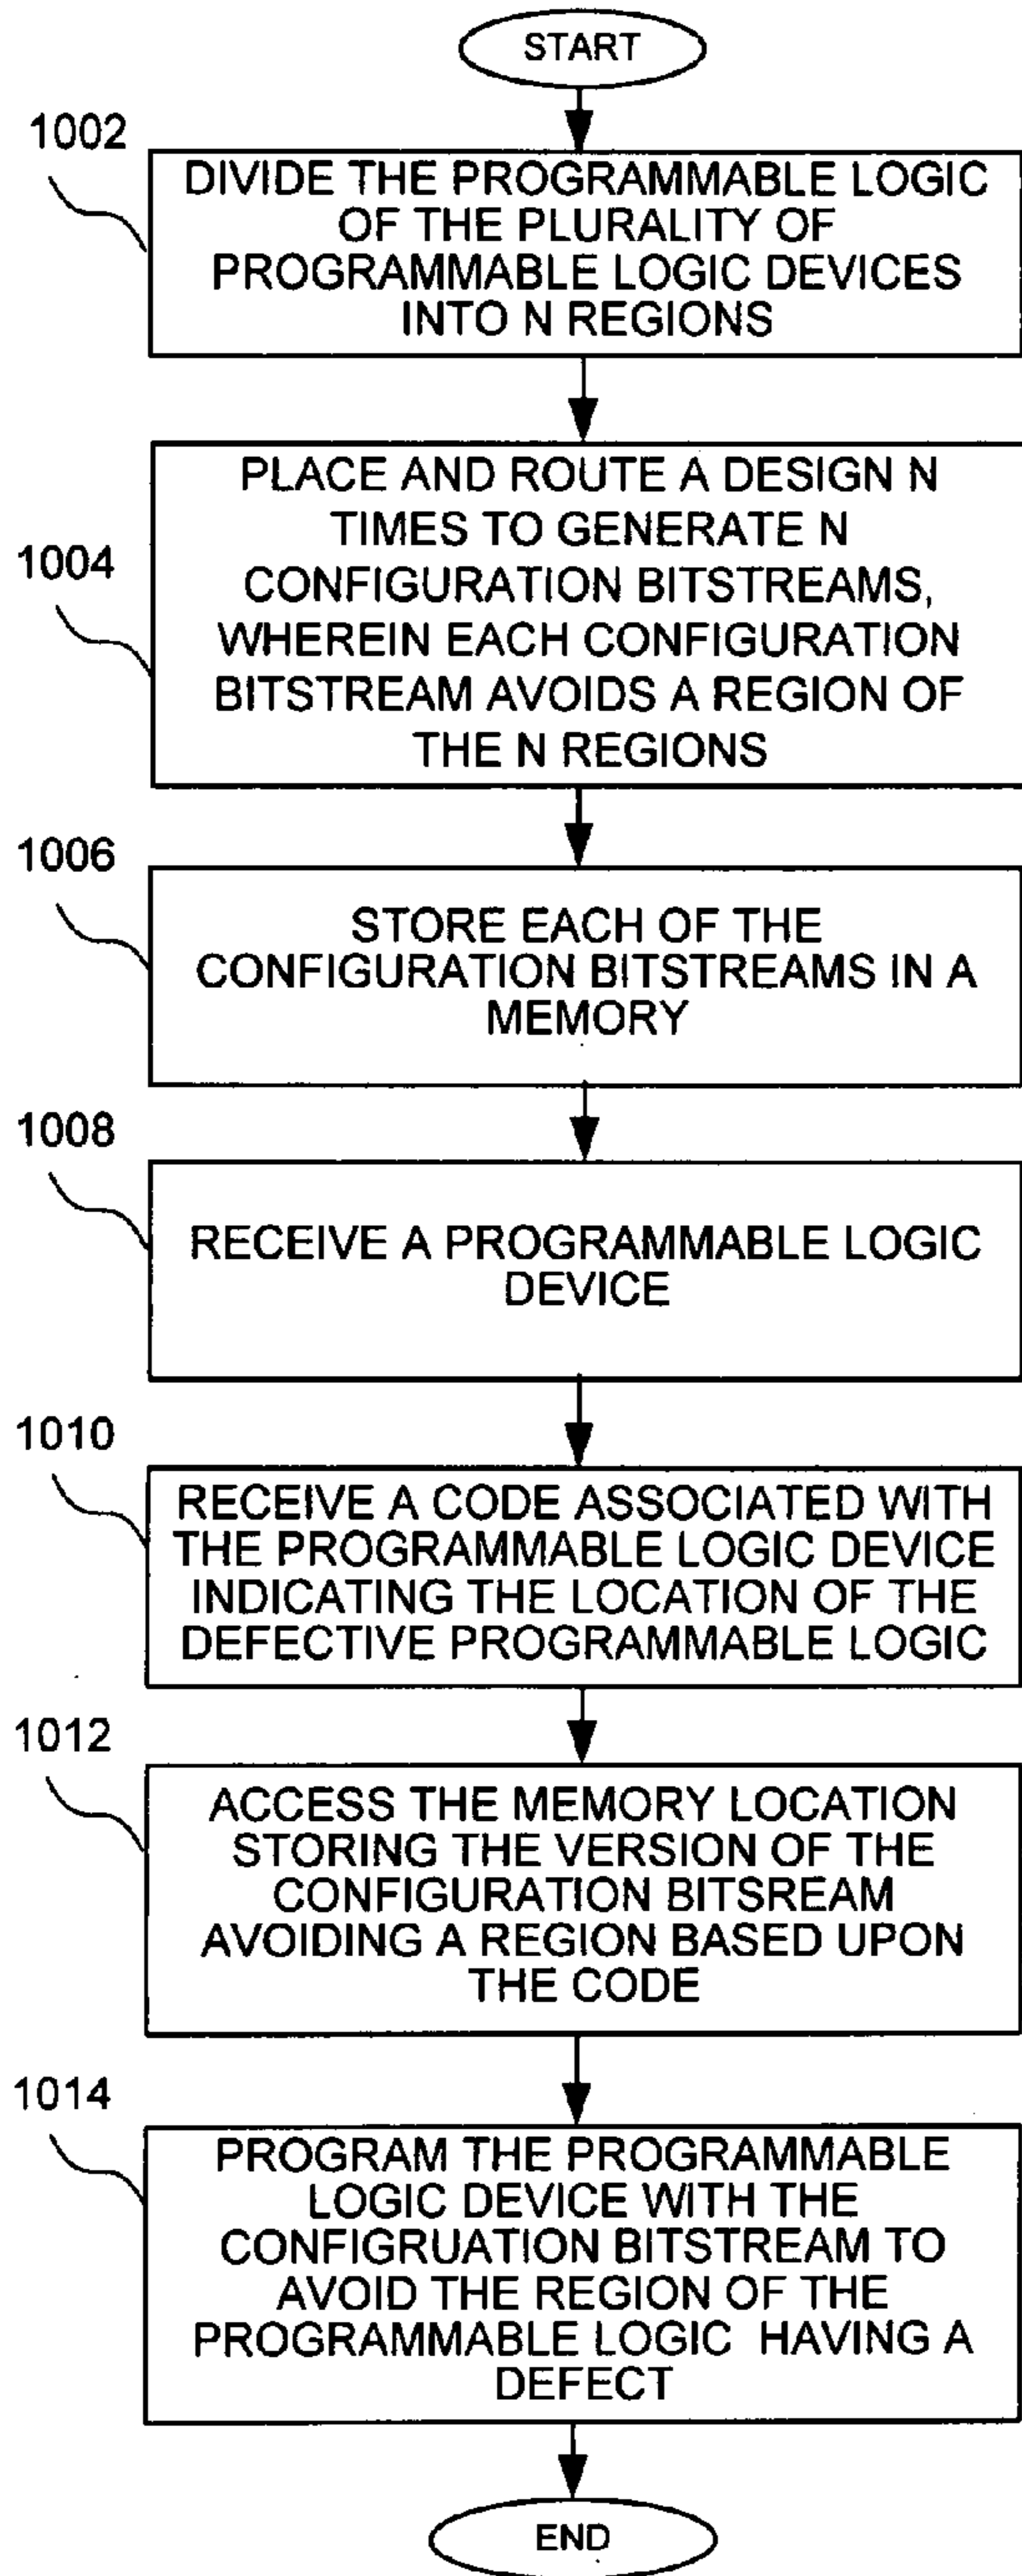 START
1002
DIVIDE THE PROGRAMMABLE LOGIC
OF THE PLURALITY OF
PROGRAMMABLE LOGIC DEVICES
INTO N REGIONS
1004
PLACE AND ROUTE A DESIGN N
TIMES TO GENERATE N
CONFIGURATION BITSTREAMS,
WHEREIN EACH CONFIGURATION
BITSTREAM AVOIDS A REGION OF
THE N REGIONS
1006
STORE EACH OF THE
CONFIGURATION BITSTREAMS IN A
MEMORY
1008
RECEIVE A PROGRAMMABLE LOGIC
DEVICE
1010
RECEIVE A CODE ASSOCIATED WITH
THE PROGRAMMABLE LOGIC DEVICE
INDICATING THE LOCATION OF THE
DEFECTIVE PROGRAMMABLE LOGIC
1012
ACCESS THE MEMORY LOCATION
STORING THE VERSION OF THE
CONFIGURATION BITSREAM
AVOIDING A REGION BASED UPON
THE CODE
1014
PROGRAM THE PROGRAMMABLE
LOGIC DEVICE WITH THE
CONFIGRUATION BITSTREAM TO
AVOID THE REGION OF THE
PROGRAMMABLE LOGIC HAVING A
DEFECT
END